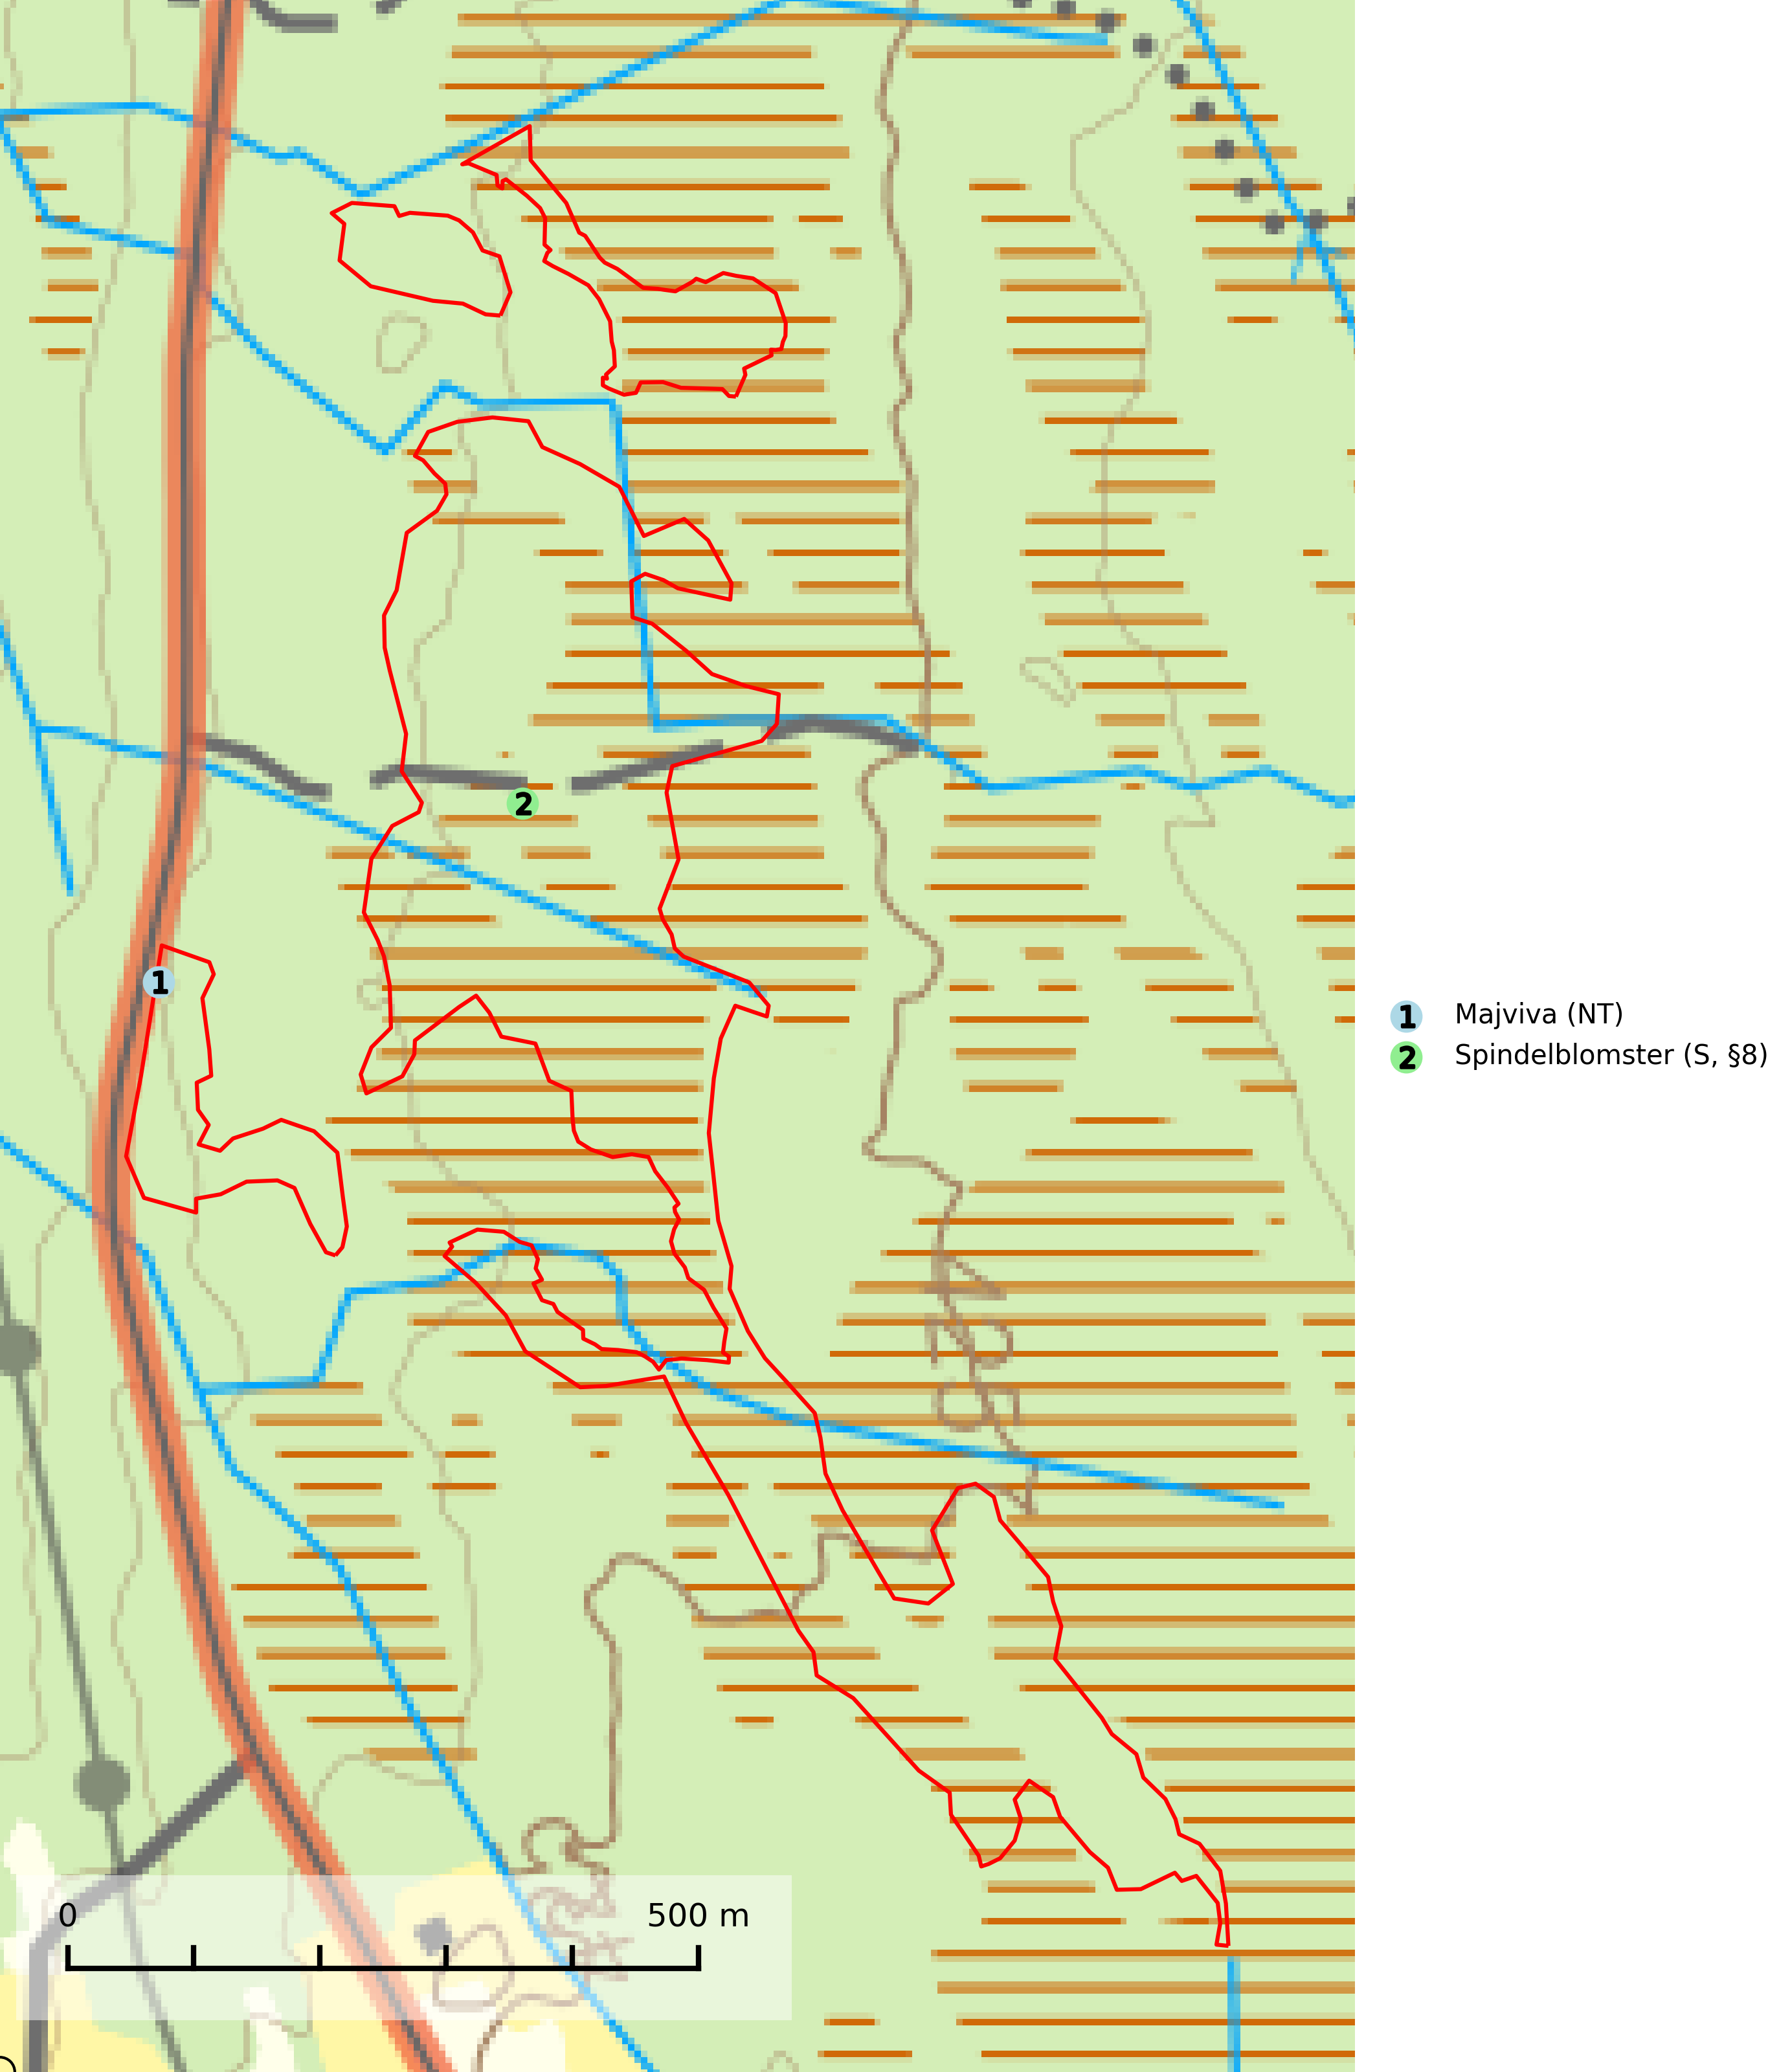 2
1
1 Majviva (NT)
2 Spindelblomster (S, §8)
0 500 m